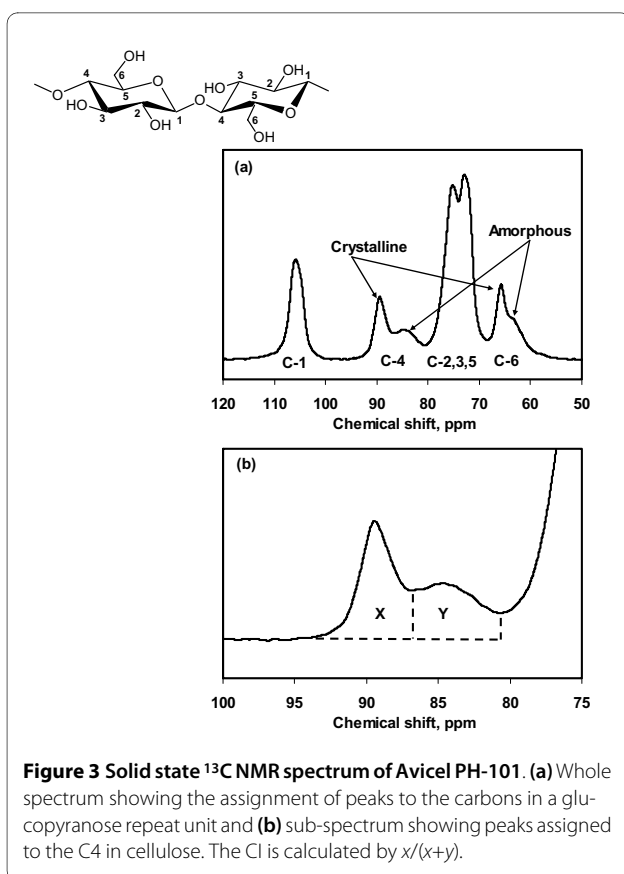 OH
6
4
O
5
HO
3
2
OH
1
O
3
HO
OH
2
1
5
4
O
6
OH
(a)
Crystalline
Amorphous
C-1
C-4
C-2,3,5
C-6
120 110 100 90 80 70 60 50
Chemical shift, ppm
(b)
X
Y
100 95 90 85 80 75
Chemical shift, ppm
Figure 3 Solid state ¹³C NMR spectrum of Avicel PH-101. (a) Whole
spectrum showing the assignment of peaks to the carbons in a glu-
copyranose repeat unit and (b) sub-spectrum showing peaks assigned
to the C4 in cellulose. The CI is calculated by x/(x+y).